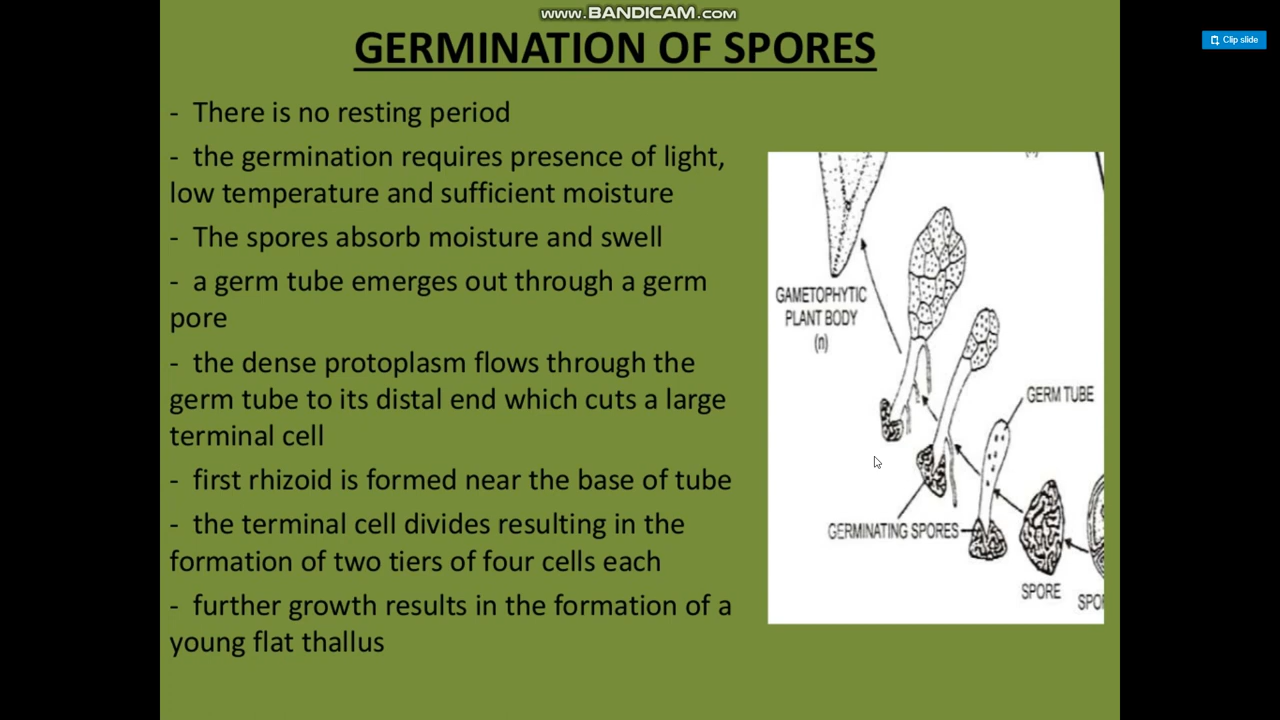 www.BANDICAM.com
Clip slide
GERMINATION OF SPORES
- There is no resting period
- the germination requires presence of light,
low temperature and sufficient moisture
- The spores absorb moisture and swell
- a germ tube emerges out through a germ
pore
- the dense protoplasm flows through the
germ tube to its distal end which cuts a large
terminal cell
- first rhizoid is formed near the base of tube
- the terminal cell divides resulting in the
formation of two tiers of four cells each
- further growth results in the formation of a
young flat thallus
GAMETOPHYTIC
PLANT BODY
(n)
GERM TUBE
GERMINATING SPORES
SPORE